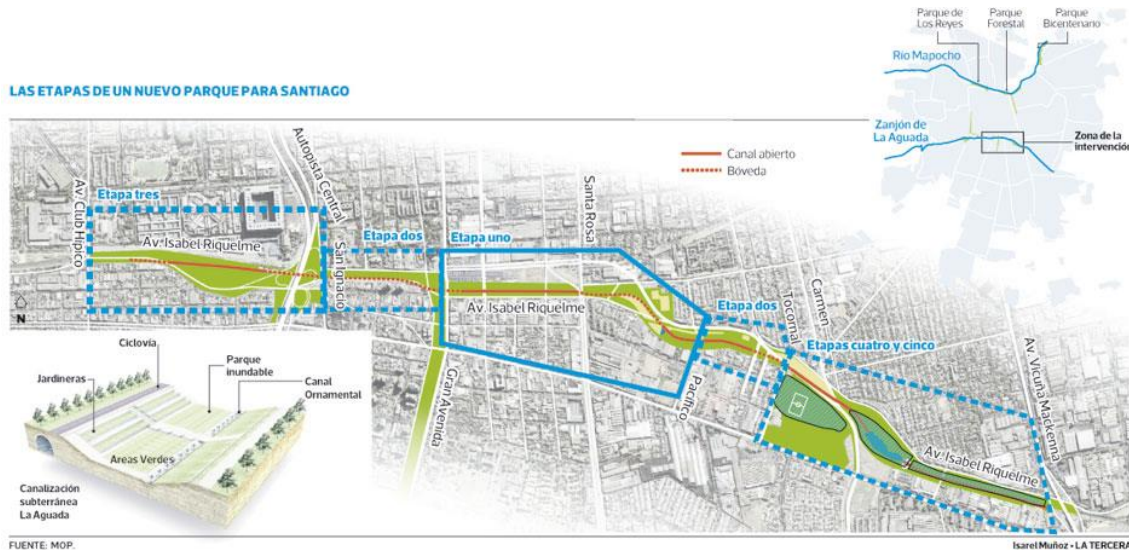 Parque de
Los Reyes
Parque
Forestal
Parque
Bicentenario
Río Mapocho
LAS ETAPAS DE UN NUEVO PARQUE PARA SANTIAGO
Zanjón de
La Aguada
Zona de la
intervención
Canal abierto
Bóveda
Av. Club Hípico
Etapa tres
Autopista Central
Av. Isabel Riquelme
San Ignacio
Etapa dos
Etapa uno
Santa Rosa
Av. Isabel Riquelme
Gran Avenida
Pacífico
Etapa dos
Tocornal
Carmen
Etapas cuatro y cinco
Av. Vicuña Mackenna
Av. Isabel Riquelme
N
Ciclovía
Jardineras
Parque
inundable
Canal
Ornamental
Areas Verdes
Canalización
subterránea
La Aguada
FUENTE: MOP.
Isarel Muñoz • LA TERCERA